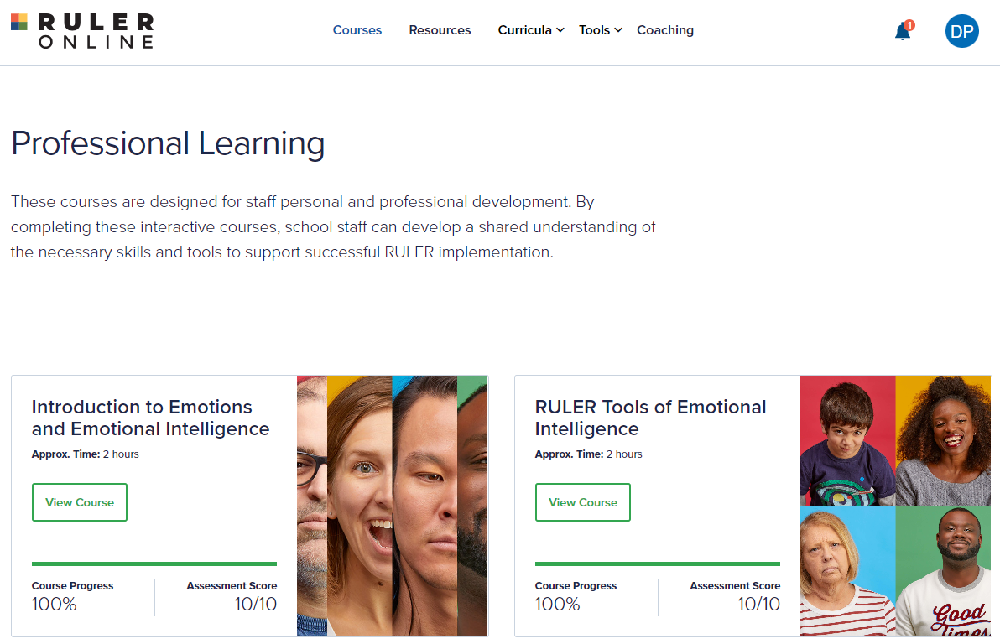 RULER
ONLINE
Courses
Resources
Curricula
Tools
Coaching
1
DP
Professional Learning
These courses are designed for staff personal and professional development. By
completing these interactive courses, school staff can develop a shared understanding of
the necessary skills and tools to support successful RULER implementation.
Introduction to Emotions
and Emotional Intelligence
Approx. Time: 2 hours
View Course
Course Progress
100%
Assessment Score
10/10
RULER Tools of Emotional
Intelligence
Approx. Time: 2 hours
View Course
Course Progress
100%
Assessment Score
10/10
Good
Times